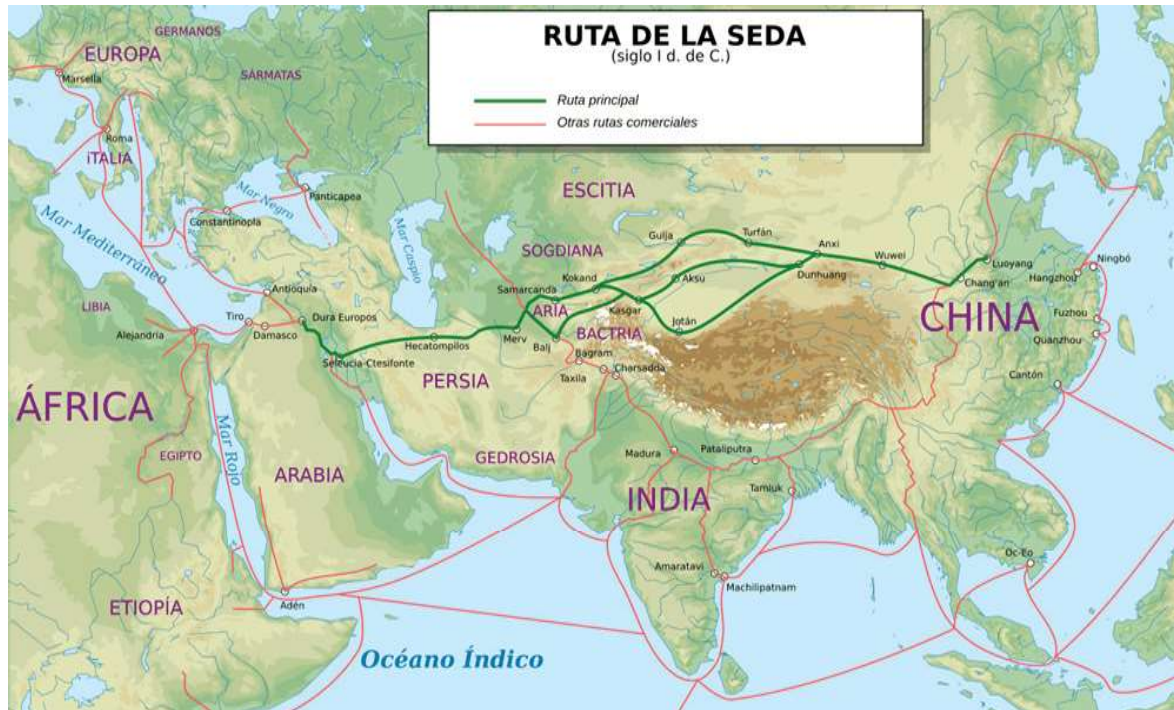 RUTA DE LA SEDA
(siglo I d. de C.)
Ruta principal
Otras rutas comerciales
GERMANOS
EUROPA
SÁRMATAS
Marsella
Roma
iTALIA
Mar Negro
Panticapea
Constantinopla
Mar Mediterráneo
Mar Caspio
ESCITIA
SOGDIANA
Gulja
Turfán
Anxi
Wuwei
Luoyang
Ningbó
Hangzhou
Chang'an
Dunhuang
Aksu
Kokand
Samarcanda
Kasgar
ARÍA
Antioquía
LIBIA
Tiro
Dura Europos
Alejandría
Damasco
Hecatompilos
Merv
Balj
BACTRIA
Jotán
CHINA
Fuzhou
Quanzhou
Seleucia-Ctesifonte
Bagram
Taxila
Charsadda
PERSIA
Cantón
ÁFRICA
Mar Rojo
EGIPTO
ARABIA
GEDROSIA
Madura
Pataliputra
INDIA
Tamluk
Oc-Eo
Amaratavi
Machilipatnam
ETIOPÍA
Adén
Océano Índico